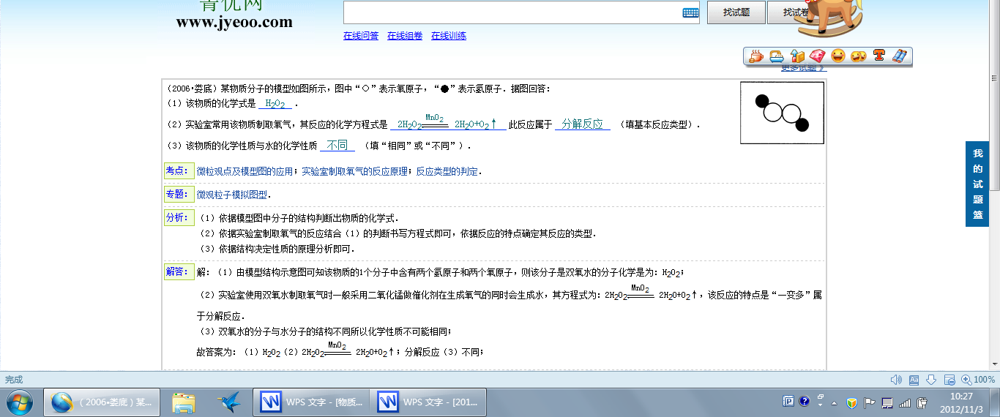 菁优网
www.jyeoo.com
找试题
找试卷
在线问答 在线组卷 在线训练
更多试题 》
（2006•娄底）某物质分子的模型如图所示，图中“○”表示氧原子，“●”表示氢原子．据图回答：
（1）该物质的化学式是 H2O2 ．
（2）实验室常用该物质制取氧气，其反应的化学方程式是 2H2O2 MnO2 2H2O+O2↑ 此反应属于 分解反应 （填基本反应类型）．
（3）该物质的化学性质与水的化学性质 不同 （填“相同”或“不同”）．
考点： 微粒观点及模型图的应用；实验室制取氧气的反应原理；反应类型的判定．
专题： 微观粒子模拟图型．
分析： （1）依据模型图中分子的结构判断出物质的化学式．
（2）依据实验室制取氧气的反应结合（1）的判断书写方程式即可，依据反应的特点确定其反应的类型．
（3）依据结构决定性质的原理分析即可．
解答： 解：（1）由模型结构示意图可知该物质的1个分子中含有两个氢原子和两个氧原子，则该分子是双氧水的分子化学是为：H2O2；
（2）实验室使用双氧水制取氧气时一般采用二氧化锰做催化剂在生成氧气的同时会生成水，其方程式为：2H2O2 MnO2 2H2O+O2↑，该反应的特点是“一变多”属
于分解反应．
（3）双氧水的分子与水分子的结构不同所以化学性质不可能相同；
故答案为：（1）H2O2（2）2H2O2 MnO2 2H2O+O2↑；分解反应（3）不同；
我的试题篮
完成
100%
（2006•娄底）某...
WPS 文字 - [物质...
WPS 文字 - [201...
10:27
2012/11/3